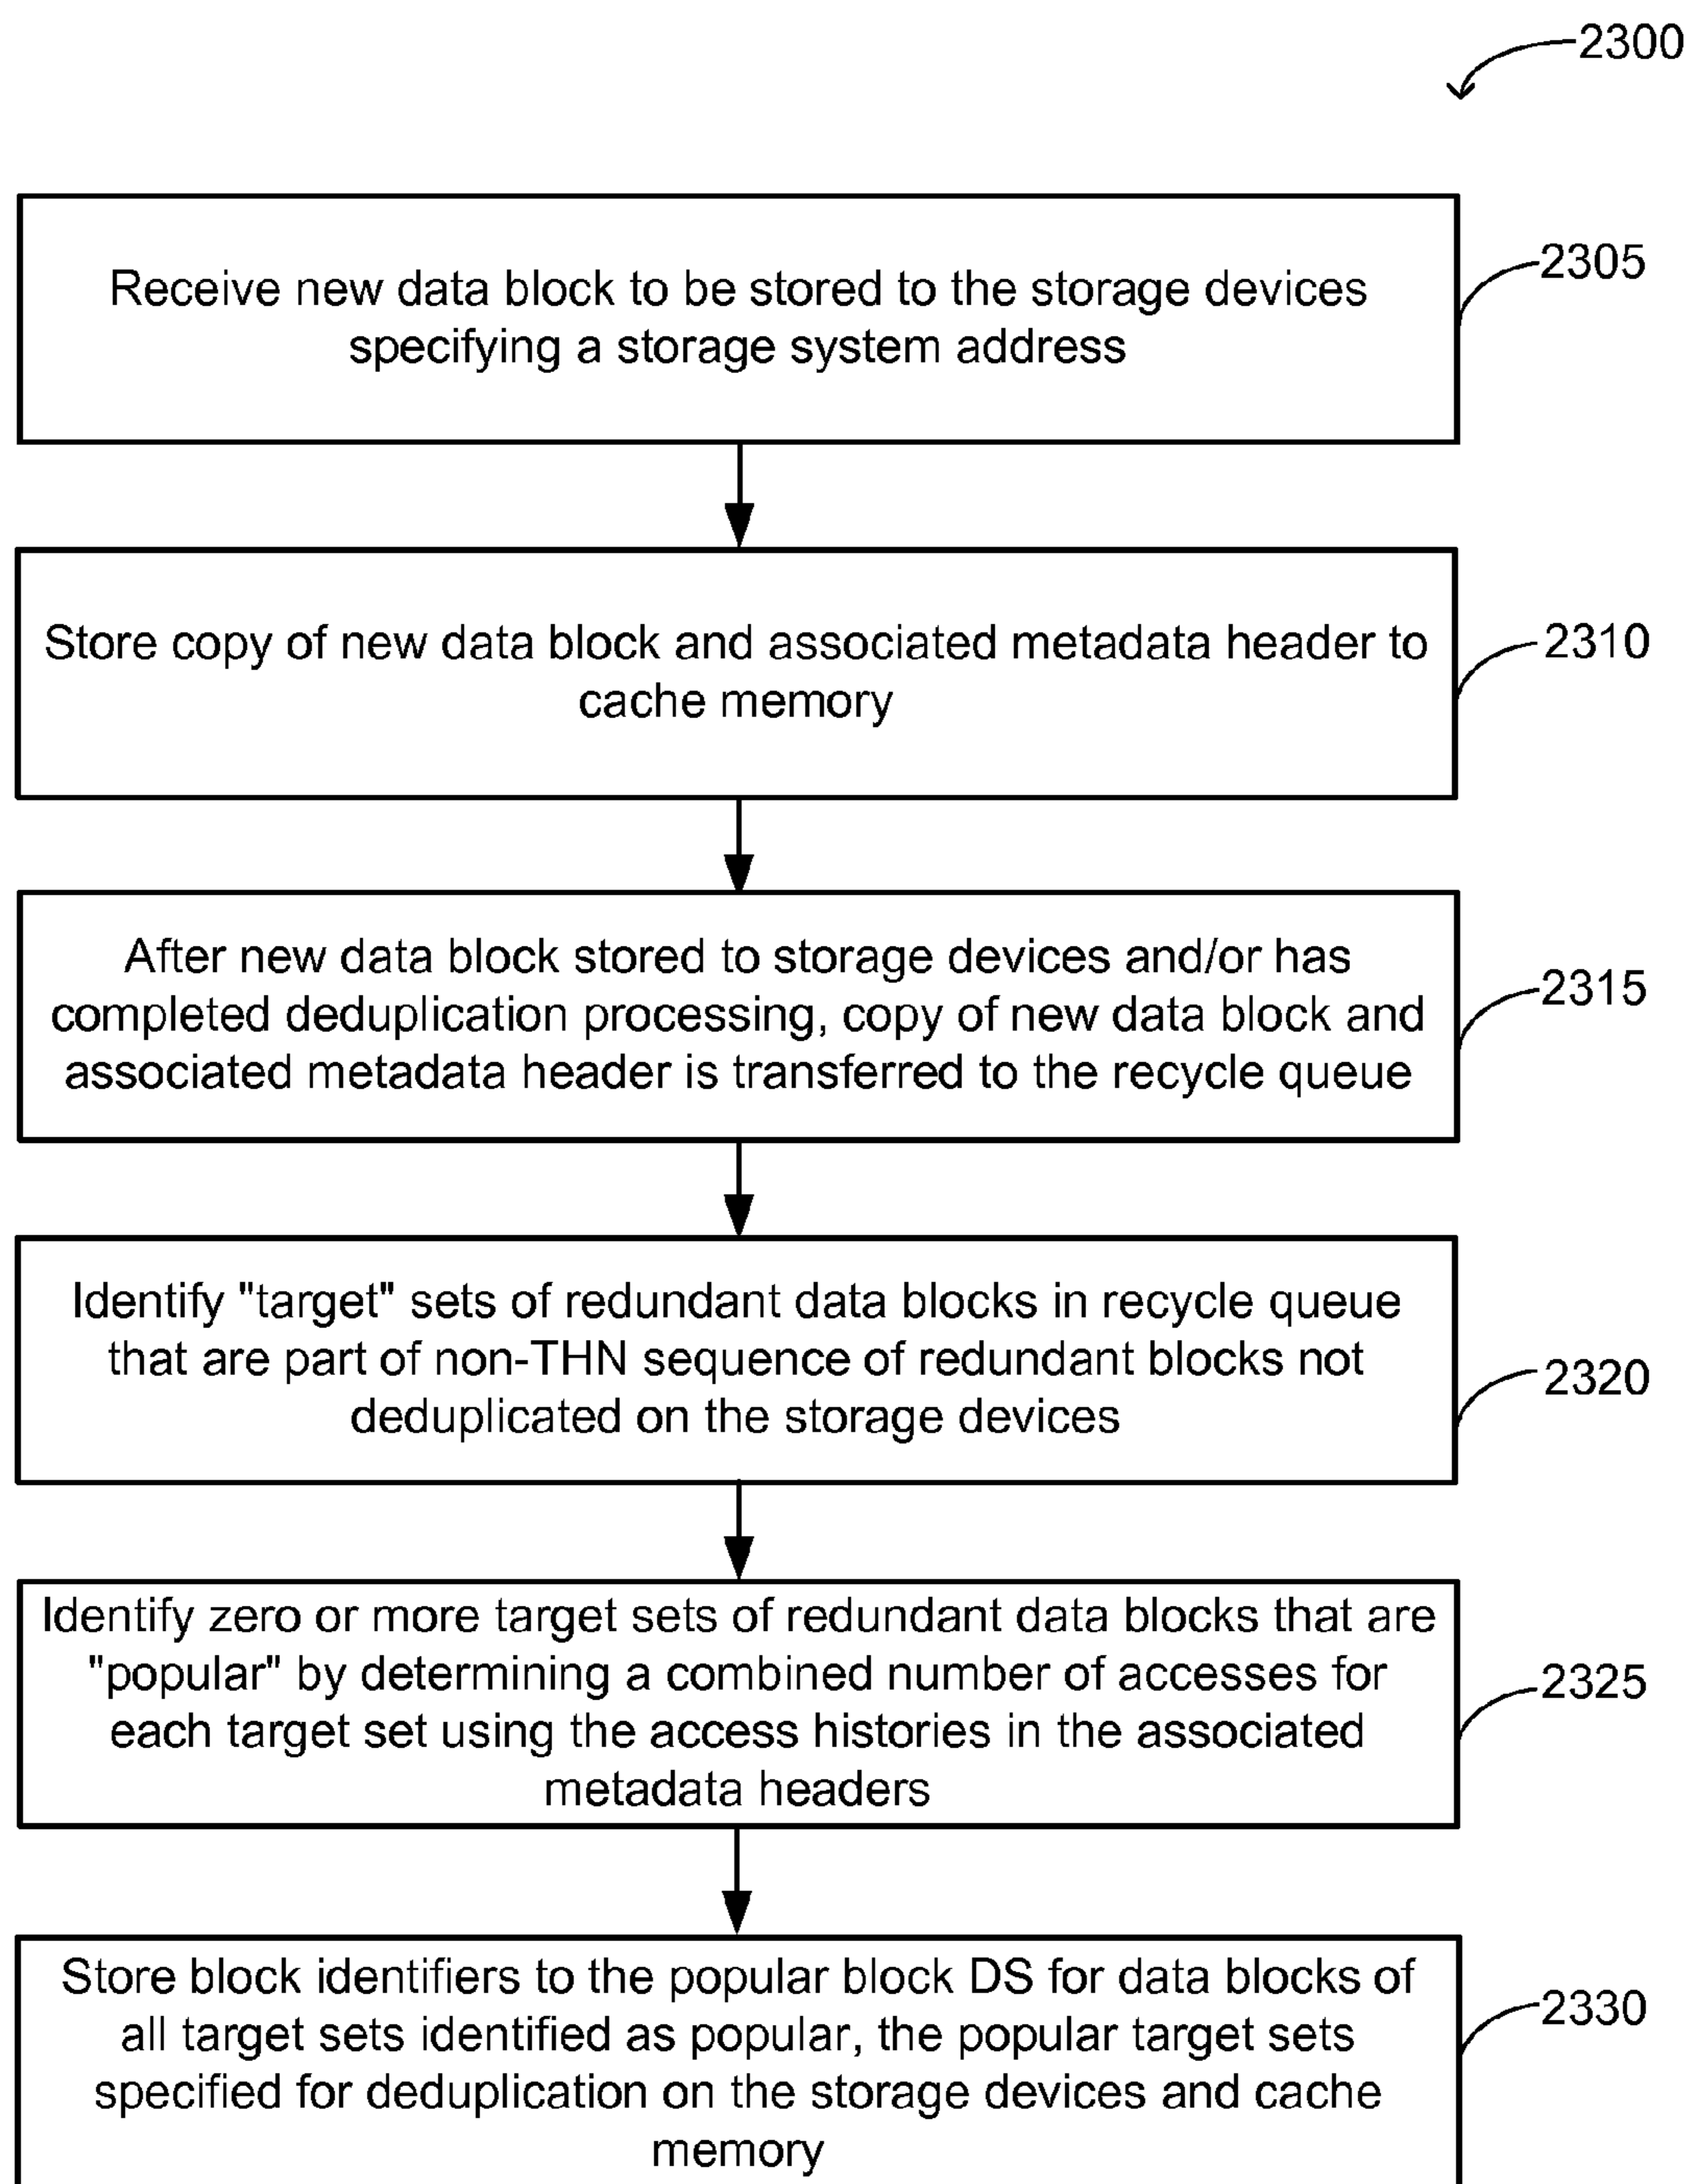 2300
Receive new data block to be stored to the storage devices
specifying a storage system address
2305
Store copy of new data block and associated metadata header to
cache memory
2310
After new data block stored to storage devices and/or has
completed deduplication processing, copy of new data block and
associated metadata header is transferred to the recycle queue
2315
Identify "target" sets of redundant data blocks in recycle queue
that are part of non-THN sequence of redundant blocks not
deduplicated on the storage devices
2320
Identify zero or more target sets of redundant data blocks that are
"popular" by determining a combined number of accesses for
each target set using the access histories in the associated
metadata headers
2325
Store block identifiers to the popular block DS for data blocks of
all target sets identified as popular, the popular target sets
specified for deduplication on the storage devices and cache
memory
2330